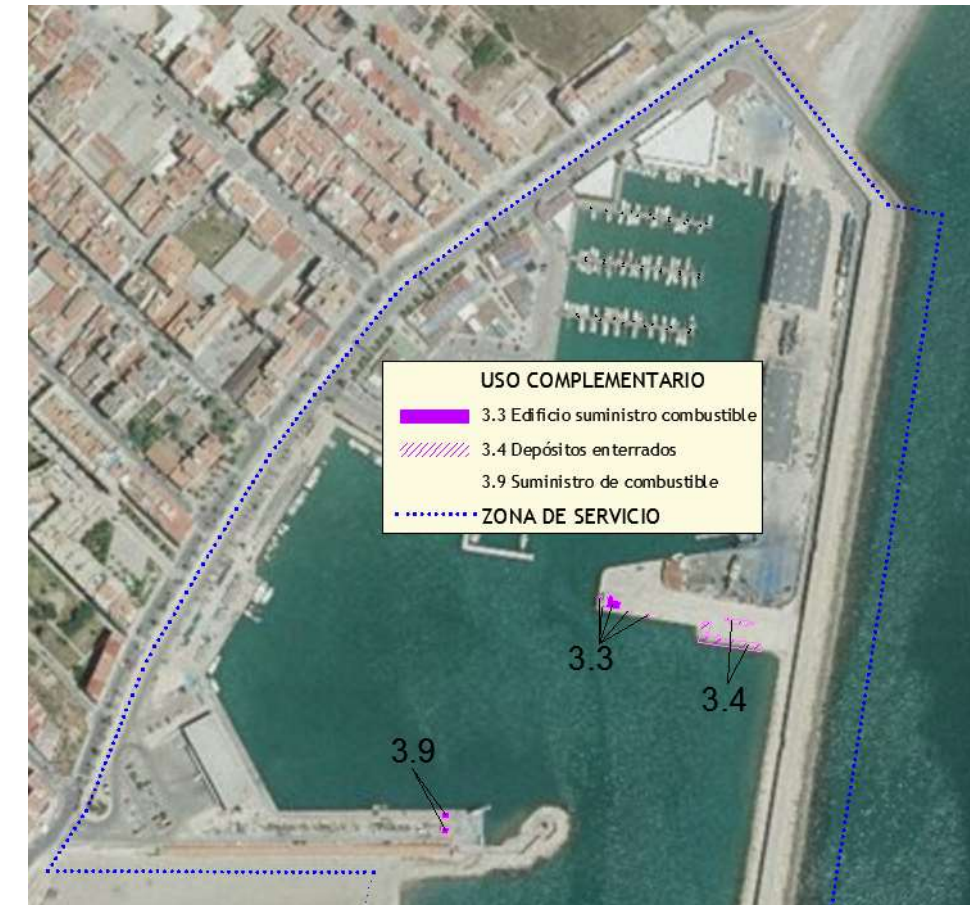 USO COMPLEMENTARIO
3.3 Edificio suministro combustible
3.4 Depósitos enterrados
3.9 Suministro de combustible
ZONA DE SERVICIO
3.3
3.4
3.9